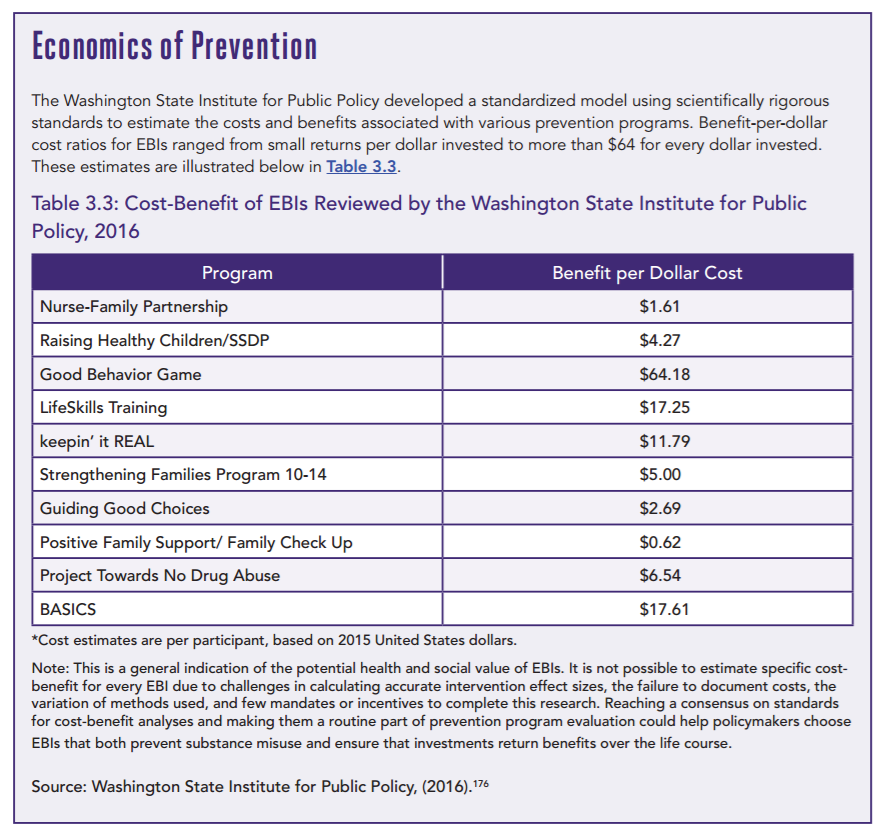 Economics of Prevention
The Washington State Institute for Public Policy developed a standardized model using scientifically rigorous
standards to estimate the costs and benefits associated with various prevention programs. Benefit-per-dollar
cost ratios for EBIs ranged from small returns per dollar invested to more than $64 for every dollar invested.
These estimates are illustrated below in Table 3.3.
Table 3.3: Cost-Benefit of EBIs Reviewed by the Washington State Institute for Public
Policy, 2016
Program Benefit per Dollar Cost
Nurse-Family Partnership $1.61
Raising Healthy Children/SSDP $4.27
Good Behavior Game $64.18
LifeSkills Training $17.25
keepin’ it REAL $11.79
Strengthening Families Program 10-14 $5.00
Guiding Good Choices $2.69
Positive Family Support/ Family Check Up $0.62
Project Towards No Drug Abuse $6.54
BASICS $17.61
*Cost estimates are per participant, based on 2015 United States dollars.
Note: This is a general indication of the potential health and social value of EBIs. It is not possible to estimate specific cost-
benefit for every EBI due to challenges in calculating accurate intervention effect sizes, the failure to document costs, the
variation of methods used, and few mandates or incentives to complete this research. Reaching a consensus on standards
for cost-benefit analyses and making them a routine part of prevention program evaluation could help policymakers choose
EBIs that both prevent substance misuse and ensure that investments return benefits over the life course.
Source: Washington State Institute for Public Policy, (2016).176